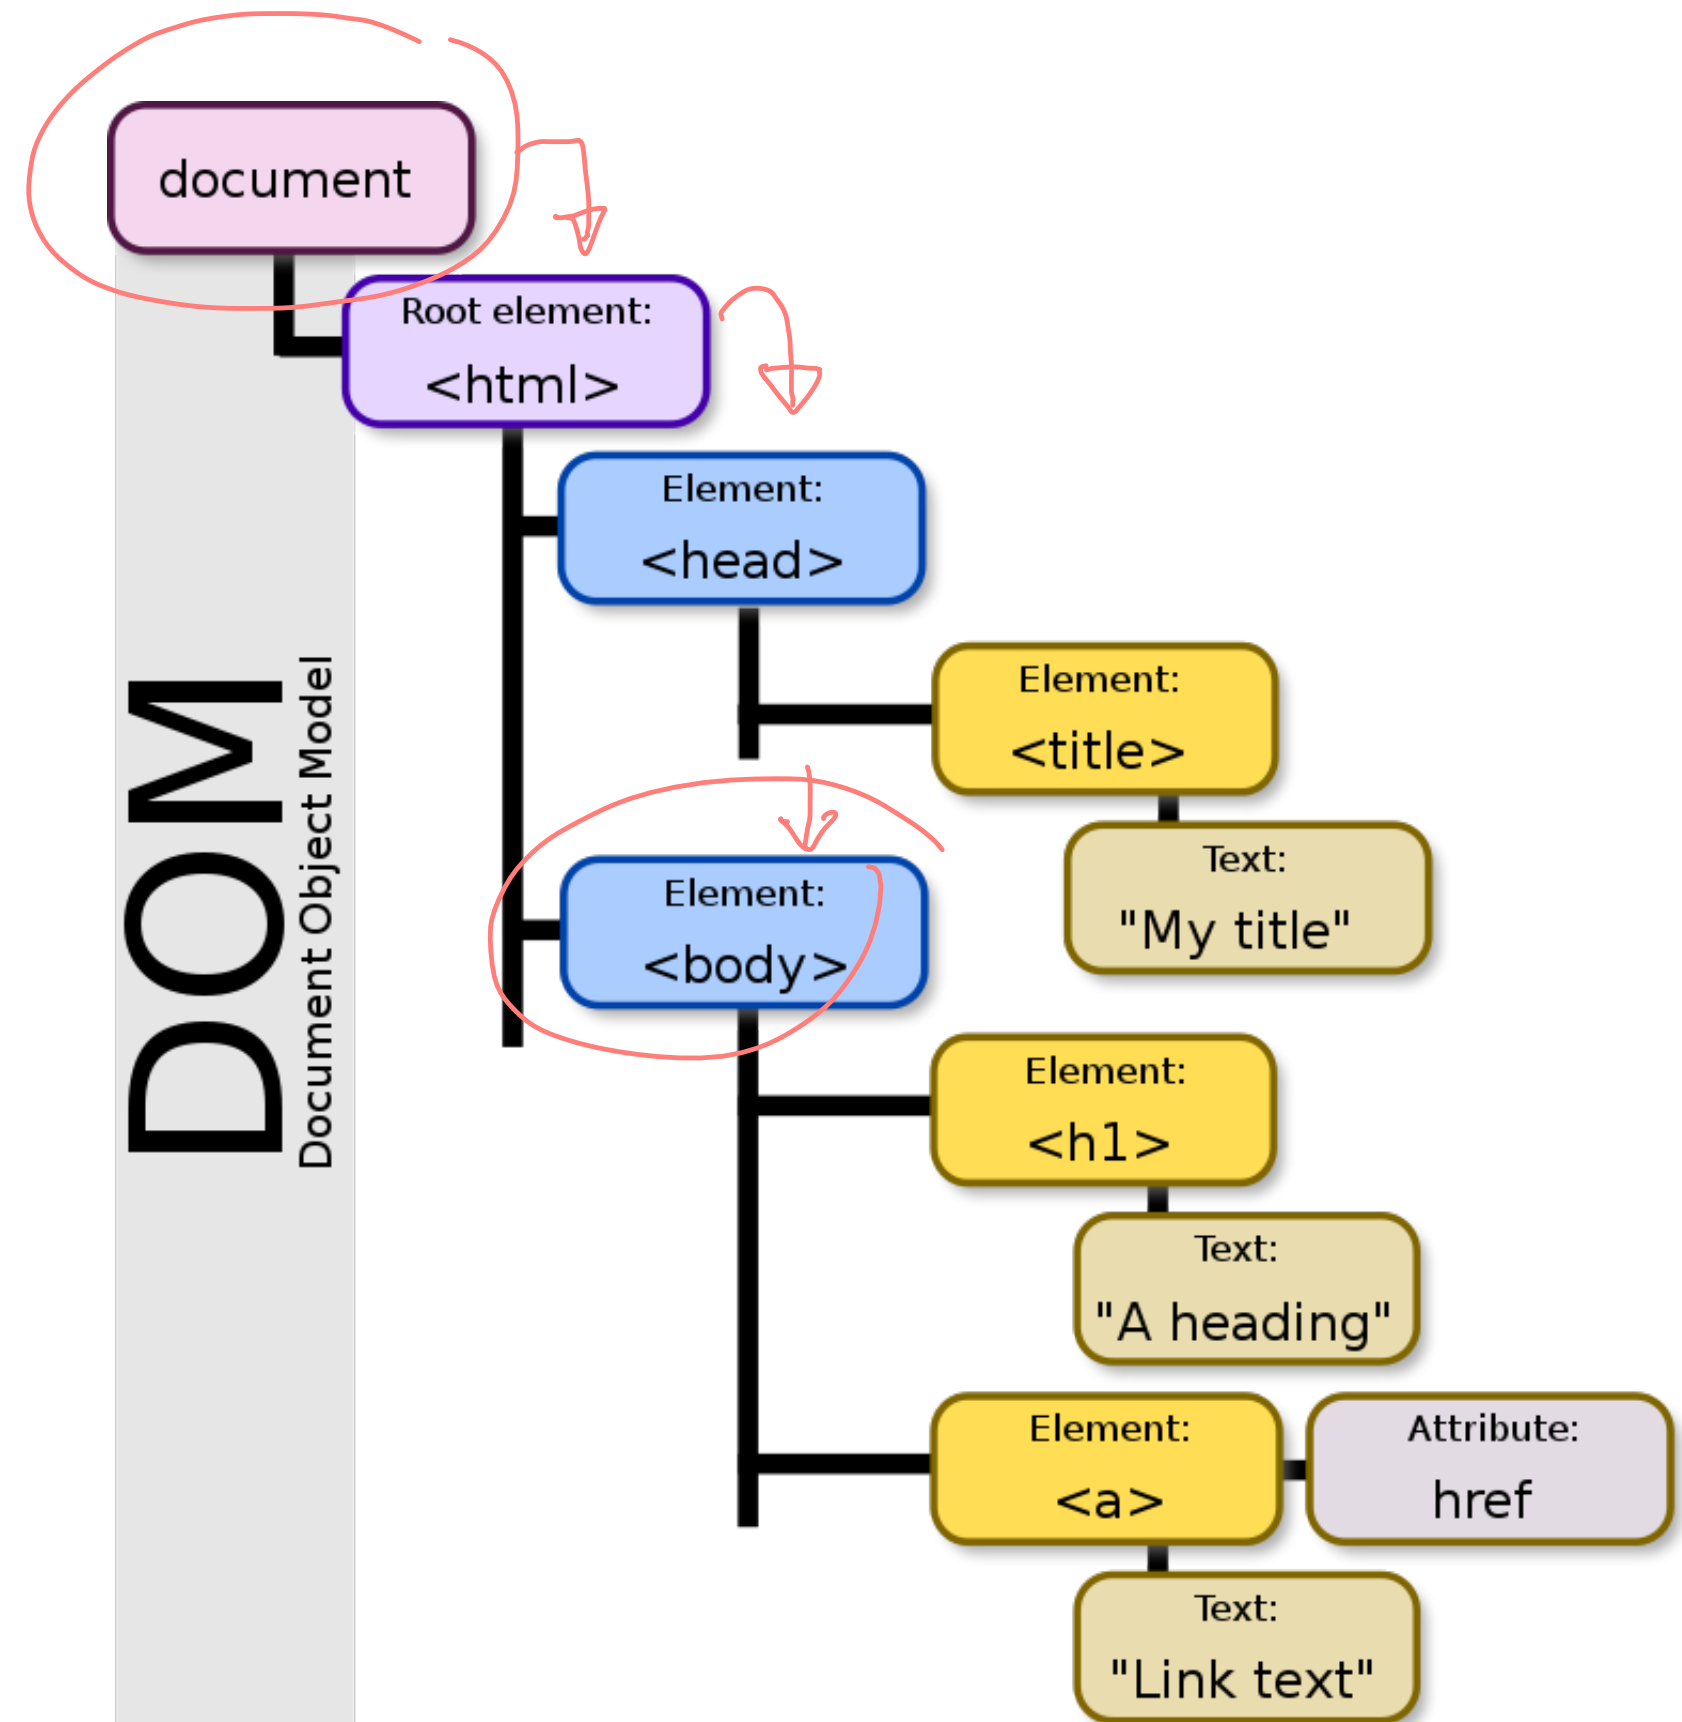 document
Root element:
<html>
Element:
<head>
Element:
<title>
Text:
"My title"
Element:
<body>
Element:
<h1>
Text:
"A heading"
Element:
<a>
Attribute:
href
Text:
"Link text"
DOM
Document Object Model